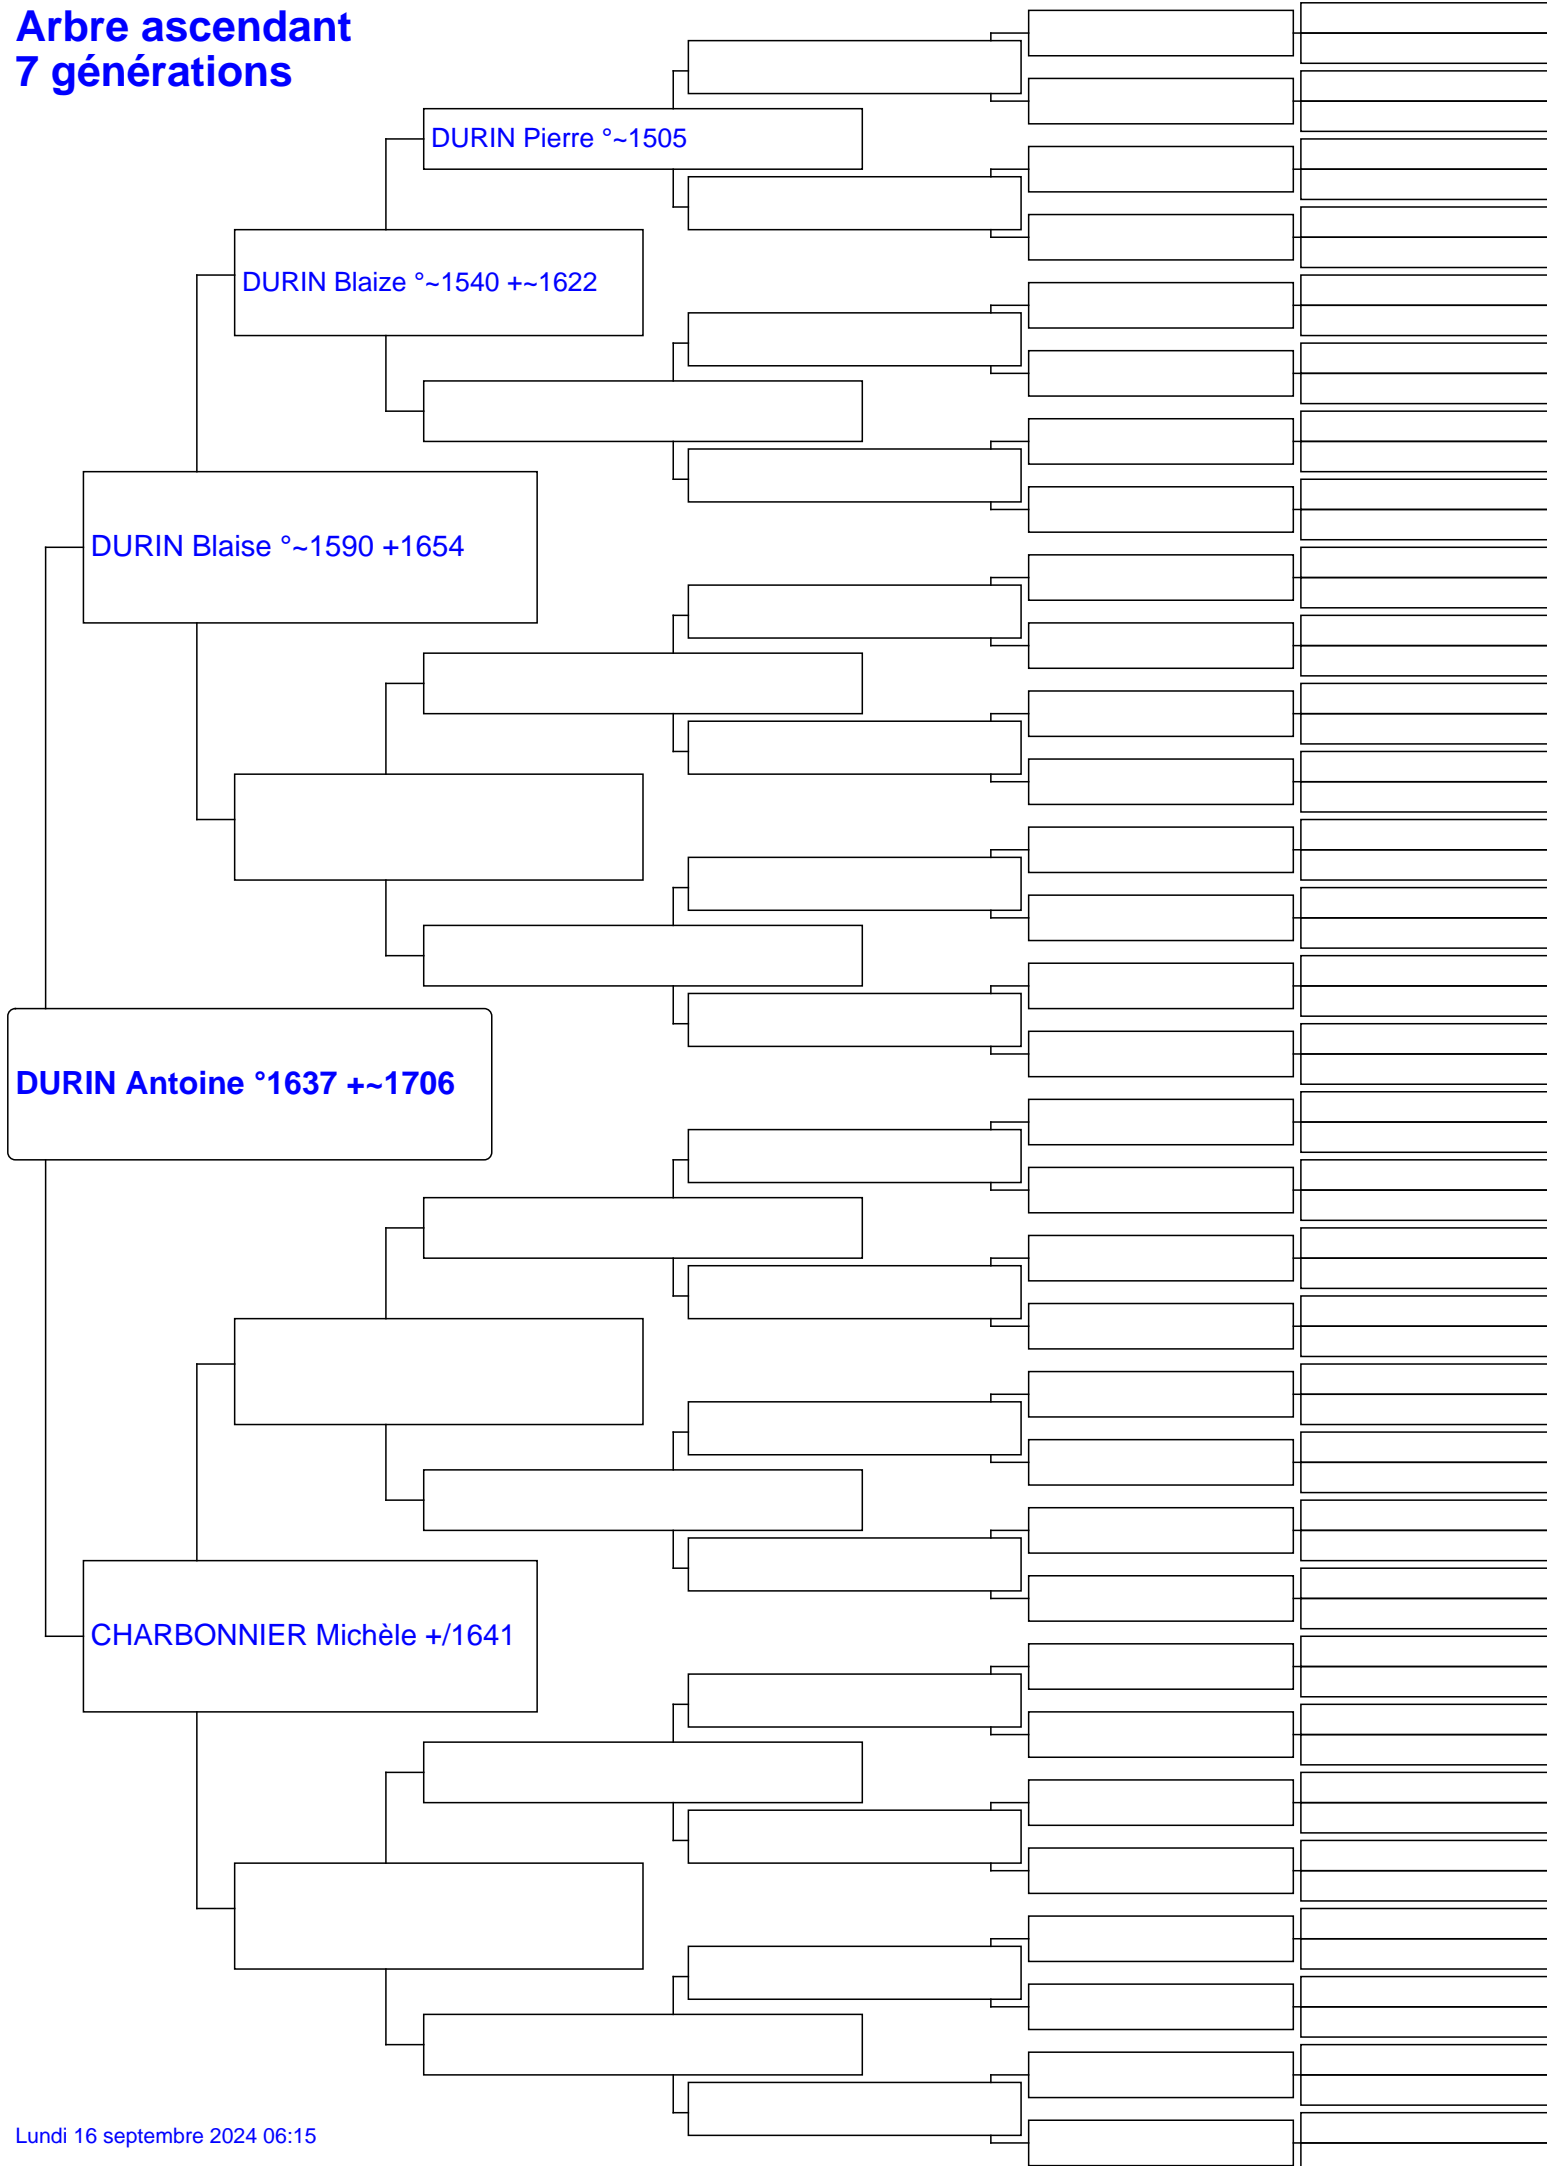 Arbre ascendant
7 générations
DURIN Pierre °~1505
DURIN Blaize °~1540 +~1622
DURIN Blaise °~1590 +1654
DURIN Antoine °1637 +~1706
CHARBONNIER Michèle +/1641
Lundi 16 septembre 2024 06:15